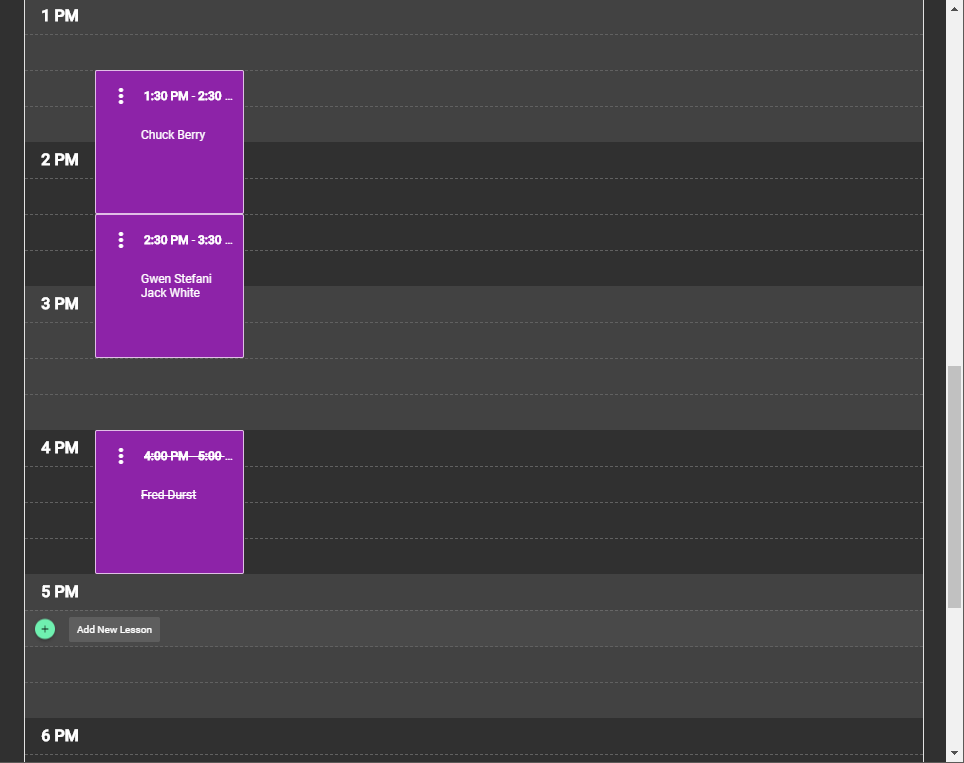 1 PM
1:30 PM - 2:30 ...
Chuck Berry
2 PM
2:30 PM - 3:30 ...
Gwen Stefani
Jack White
3 PM
4 PM
4:00 PM - 5:00 ...
Fred Durst
5 PM
+ Add New Lesson
6 PM